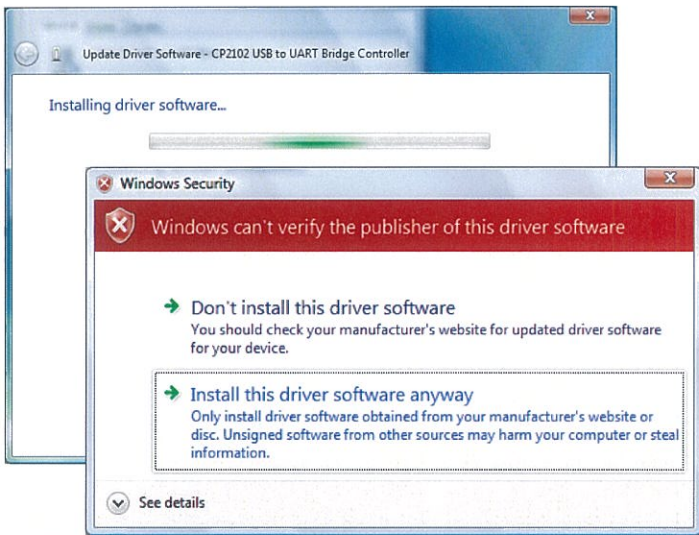 Update Driver Software - CP2102 USB to UART Bridge Controller
Installing driver software...
Windows Security
Windows can't verify the publisher of this driver software
Don't install this driver software
You should check your manufacturer's website for updated driver software
for your device.
Install this driver software anyway
Only install driver software obtained from your manufacturer's website or
disc. Unsigned software from other sources may harm your computer or steal
information.
See details